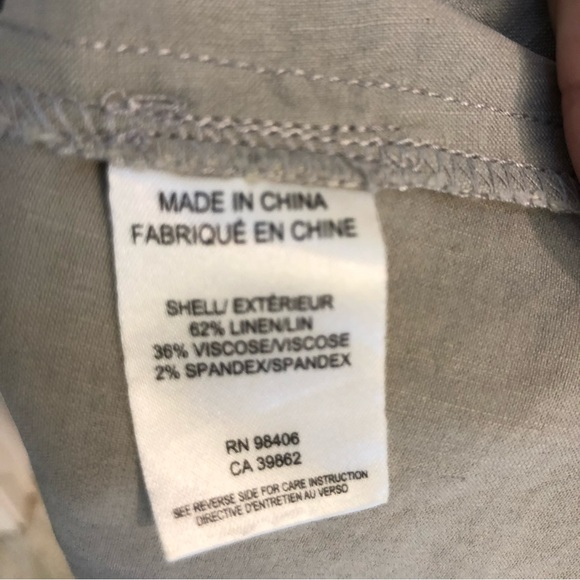 MADE IN CHINA
FABRIQUÉ EN CHINE
SHELL/ EXTÉRIEUR
62% LINEN/LIN
36% VISCOSE/VISCOSE
2% SPANDEX/SPANDEX
RN 98406
CA 39862
SEE REVERSE SIDE FOR CARE INSTRUCTION
DIRECTIVE D'ENTRETIEN AU VERSO